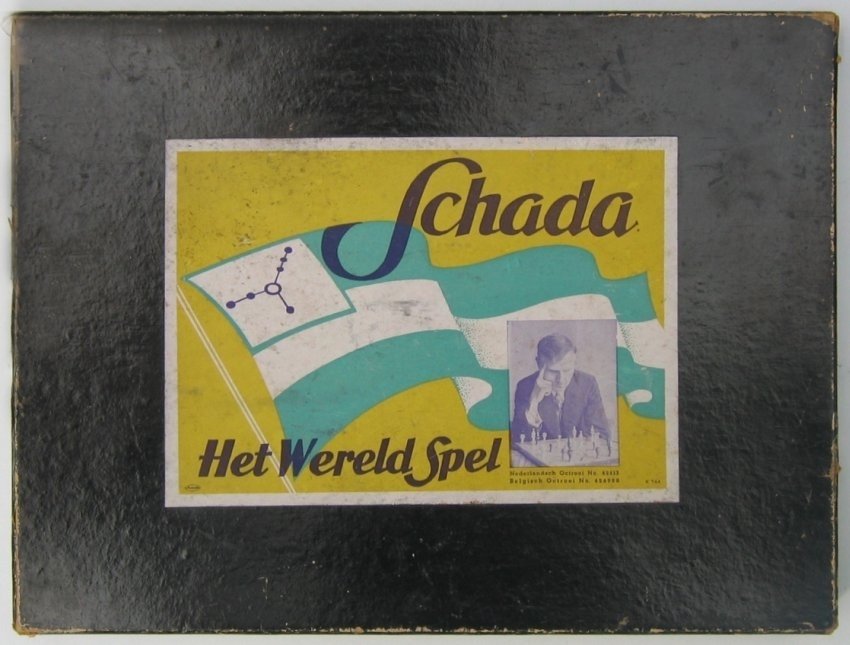 Schada
Het Wereld Spel
Nederlandsch Octrooi No.
Belgisch Octrooi No.